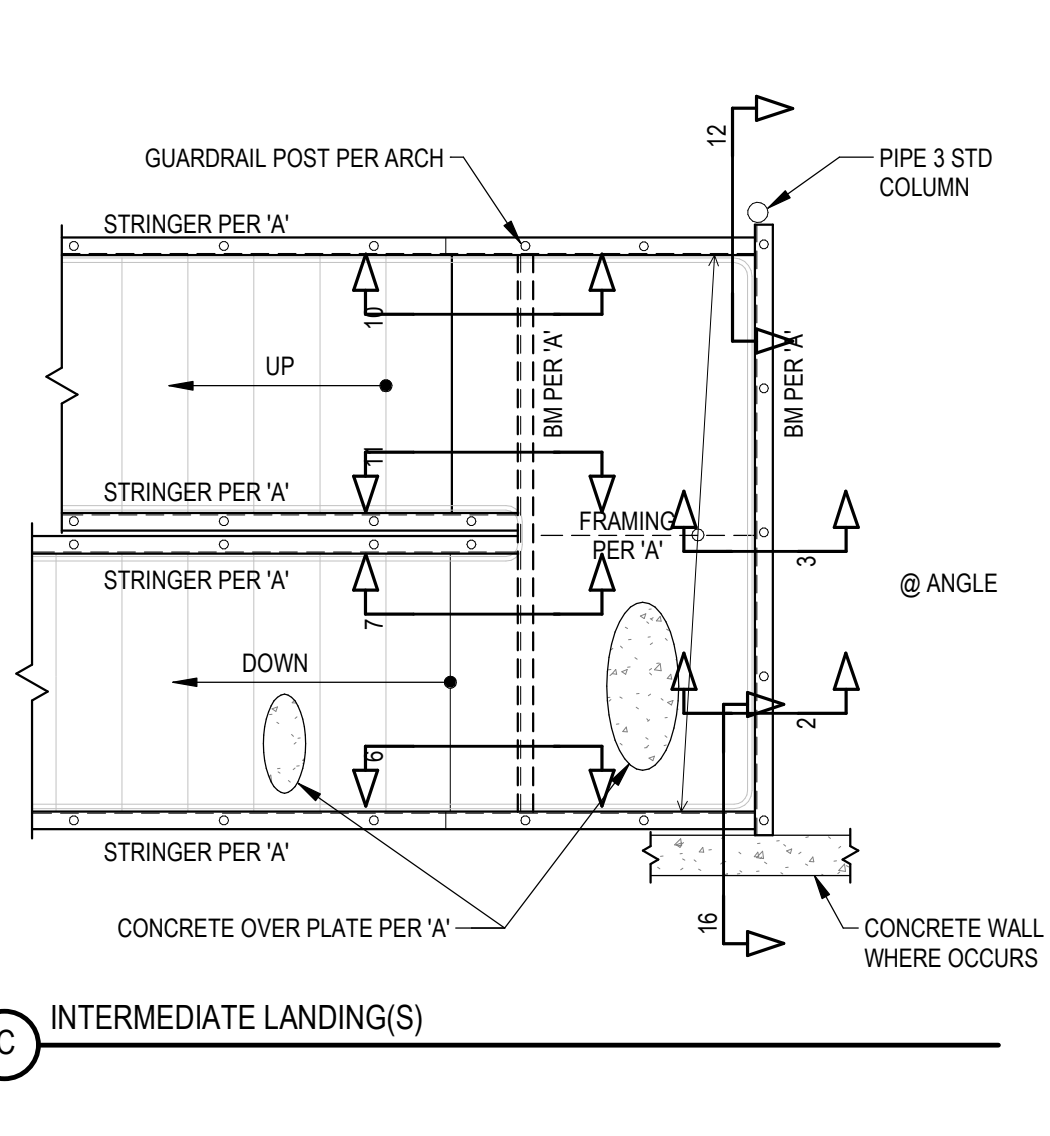 12
GUARDRAIL POST PER ARCH
PIPE 3 STD
COLUMN
STRINGER PER 'A'
10
BM PER 'A'
BM PER 'A'
UP
11
STRINGER PER 'A'
FRAMING
PER 'A'
3
STRINGER PER 'A'
@ ANGLE
7
DOWN
2
6
STRINGER PER 'A'
16
CONCRETE OVER PLATE PER 'A'
CONCRETE WALL
WHERE OCCURS
C
INTERMEDIATE LANDING(S)